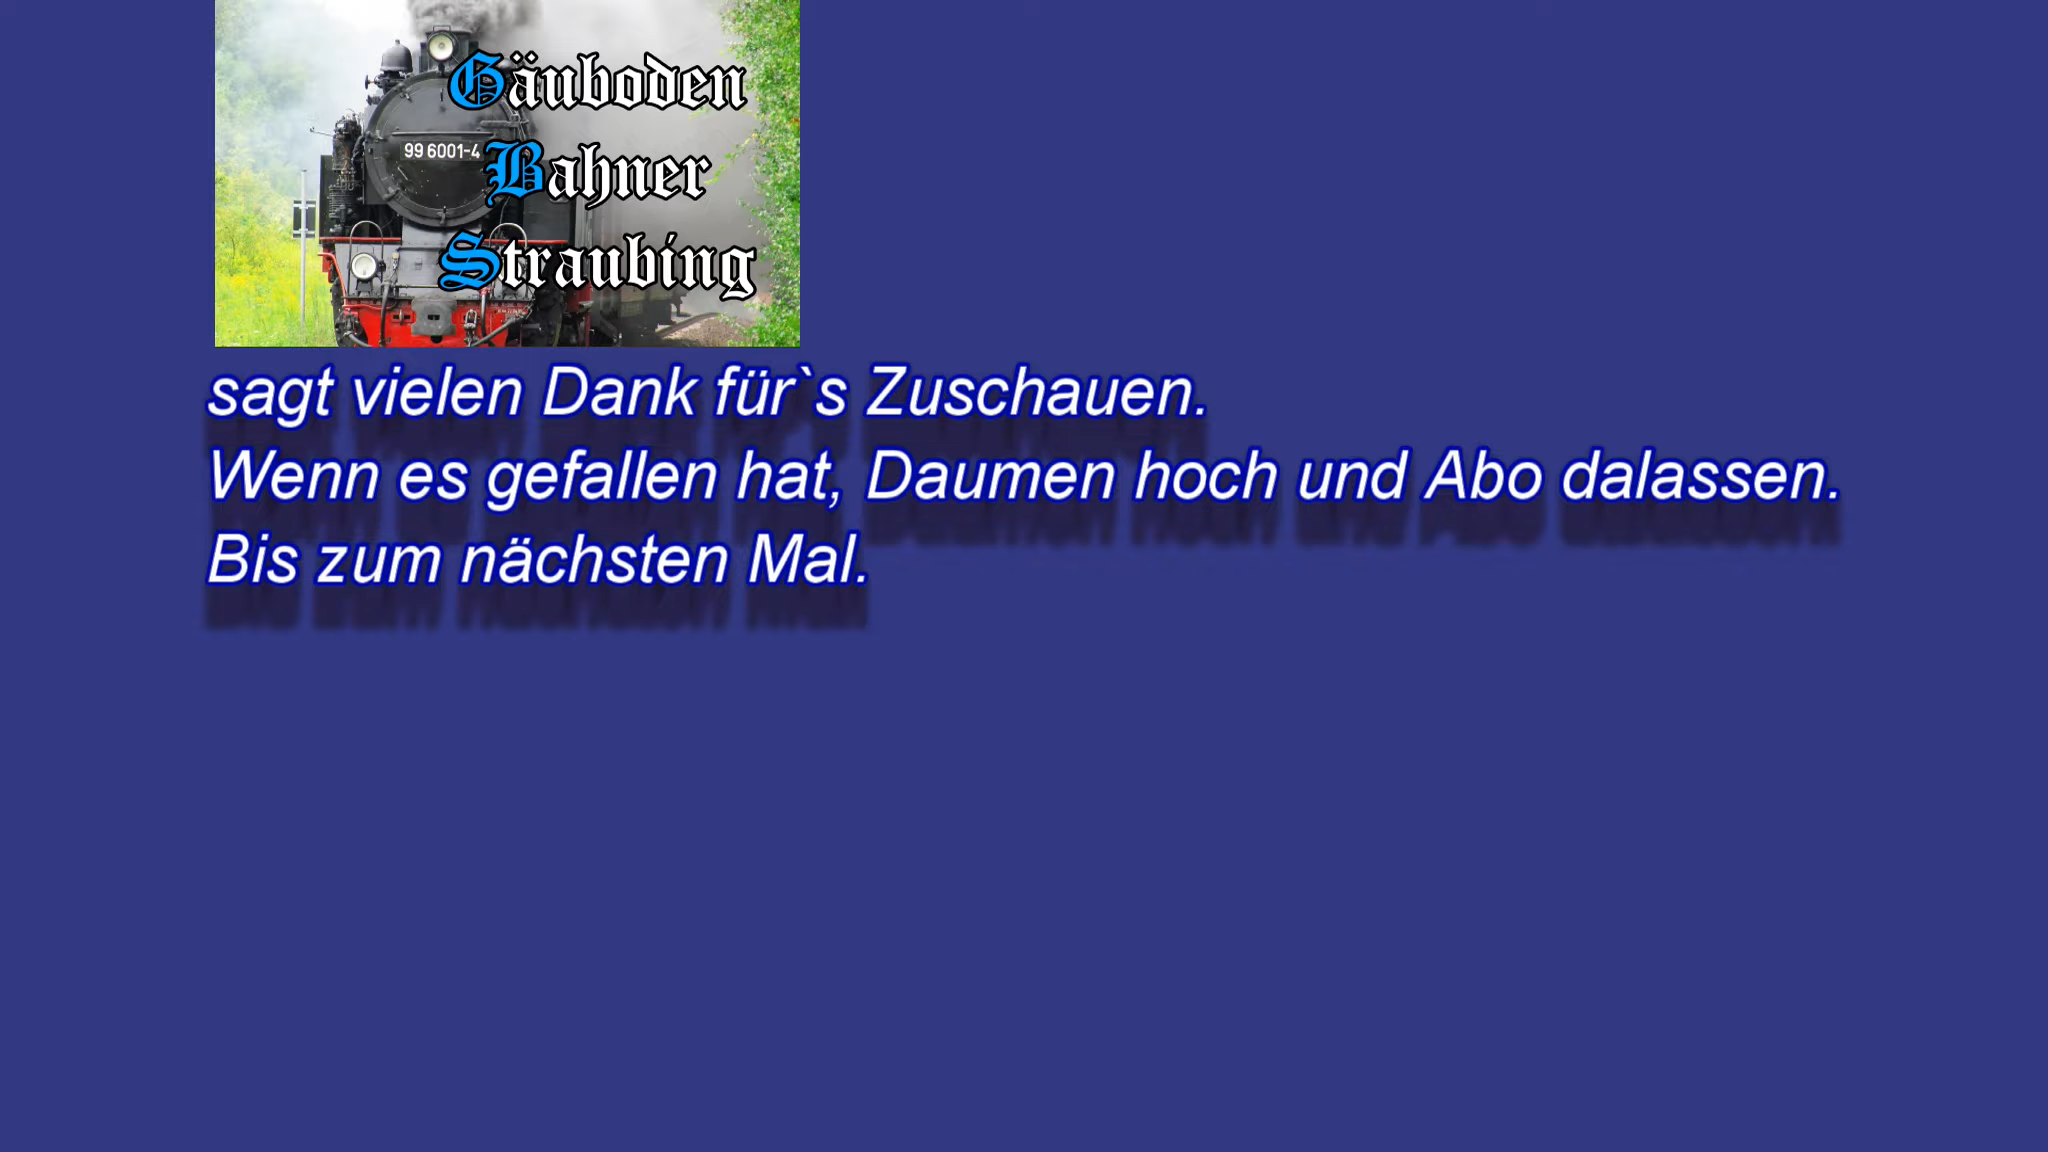 Gäuboden
99 6001-4
Bahner
Straubing
sagt vielen Dank für`s Zuschauen.
Wenn es gefallen hat, Daumen hoch und Abo dalassen.
Bis zum nächsten Mal.